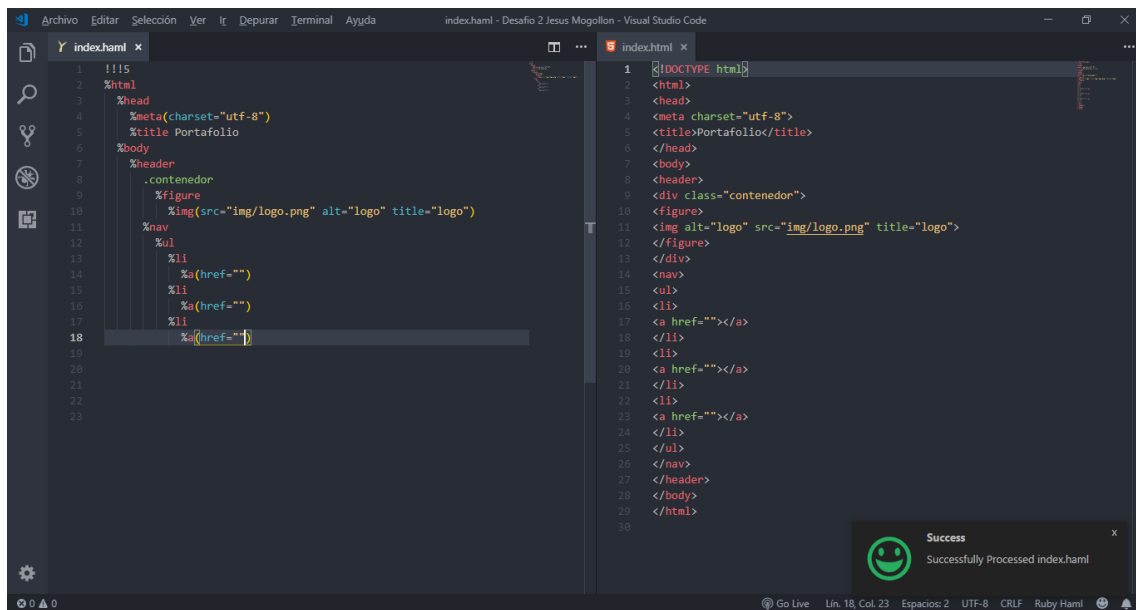 Archivo Editar Selección Ver Ir Depurar Terminal Ayuda index.haml - Desafio 2 Jesus Mogollon - Visual Studio Code
index.haml ×
1 !!!5
2 %html
3 %head
4 %meta(charset="utf-8")
5 %title Portafolio
6 %body
7 %header
8 .contenedor
9 %figure
10 %img(src="img/logo.png" alt="logo" title="logo")
11 %nav
12 %ul
13 %li
14 %a(href="")
15 %li
16 %a(href="")
17 %li
18 %a(href="")
19
20
21
22
23
index.html ×
1 <!DOCTYPE html>
2 <html>
3 <head>
4 <meta charset="utf-8">
5 <title>Portafolio</title>
6 </head>
7 <body>
8 <header>
9 <div class="contenedor">
10 <figure>
11 <img alt="logo" src="img/logo.png" title="logo">
12 </figure>
13 </div>
14 <nav>
15 <ul>
16 <li>
17 <a href=""></a>
18 </li>
19 <li>
20 <a href=""></a>
21 </li>
22 <li>
23 <a href=""></a>
24 </li>
25 </ul>
26 </nav>
27 </header>
28 </body>
29 </html>
30
Success x
Successfully Processed index.haml
0 0 Go Live Lín. 18, Col. 23 Espacios: 2 UTF-8 CRLF Ruby Haml